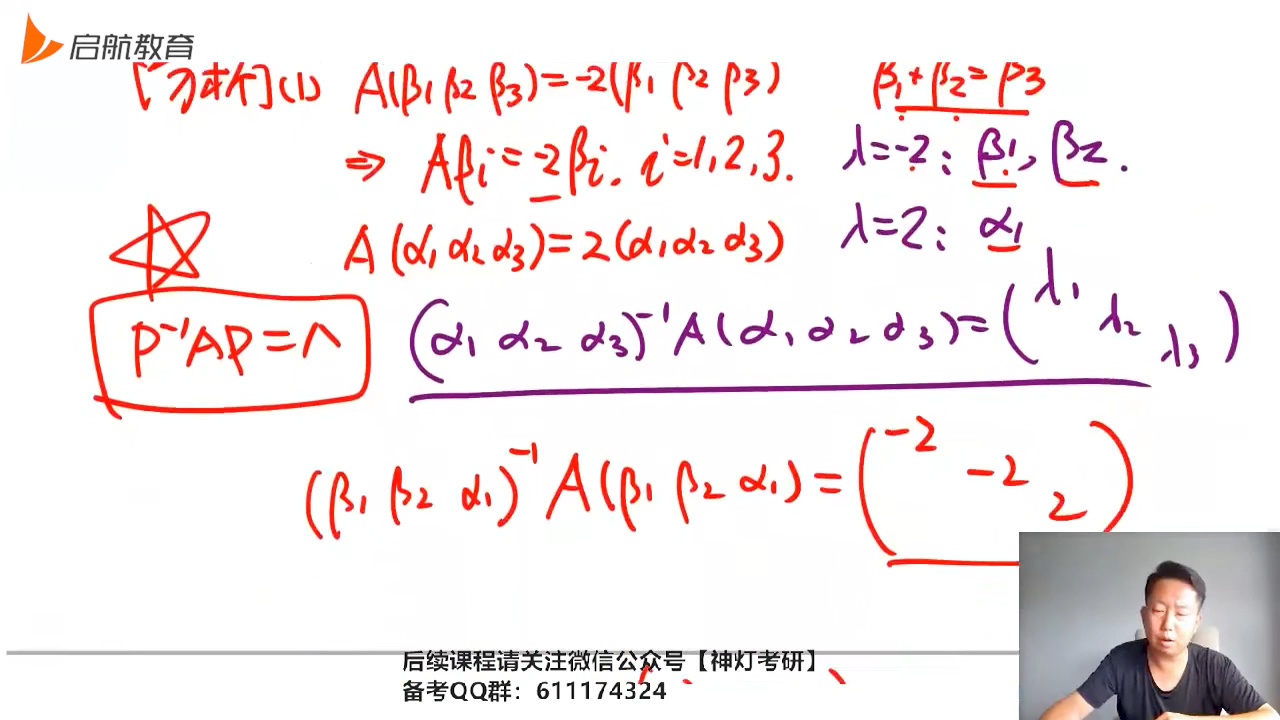 启航教育
[分析](1) A(β1 β2 β3)=-2(β1 β2 β3) β1+β2=β3
⇒ Aβi=-2βi. i=1,2,3. λ=-2: β1, β2.
A(α1 α2 α3)=2(α1 α2 α3) λ=2: α1
P⁻¹AP=Λ (α1 α2 α3)⁻¹A(α1 α2 α3)=(λ1 λ2 λ3)
(β1 β2 α1)⁻¹A(β1 β2 α1)=(-2 -2 2)
后续课程请关注微信公众号【神灯考研】
备考QQ群：611174324